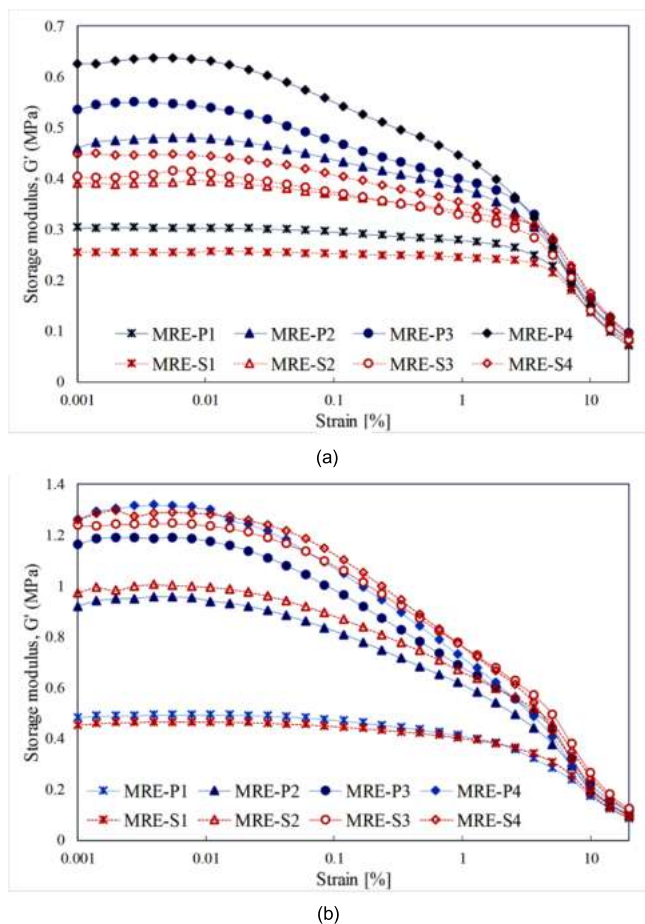 0.7
0.6
0.5
0.4
0.3
0.2
0.1
0
Storage modulus, G' (MPa)
MRE-P1 MRE-P2 MRE-P3 MRE-P4
MRE-S1 MRE-S2 MRE-S3 MRE-S4
0.001 0.01 0.1 1 10
Strain [%]
(a)
1.4
1.2
1
0.8
0.6
0.4
0.2
0
Storage modulus, G' (MPa)
MRE-P1 MRE-P2 MRE-P3 MRE-P4
MRE-S1 MRE-S2 MRE-S3 MRE-S4
0.001 0.01 0.1 1 10
Strain [%]
(b)